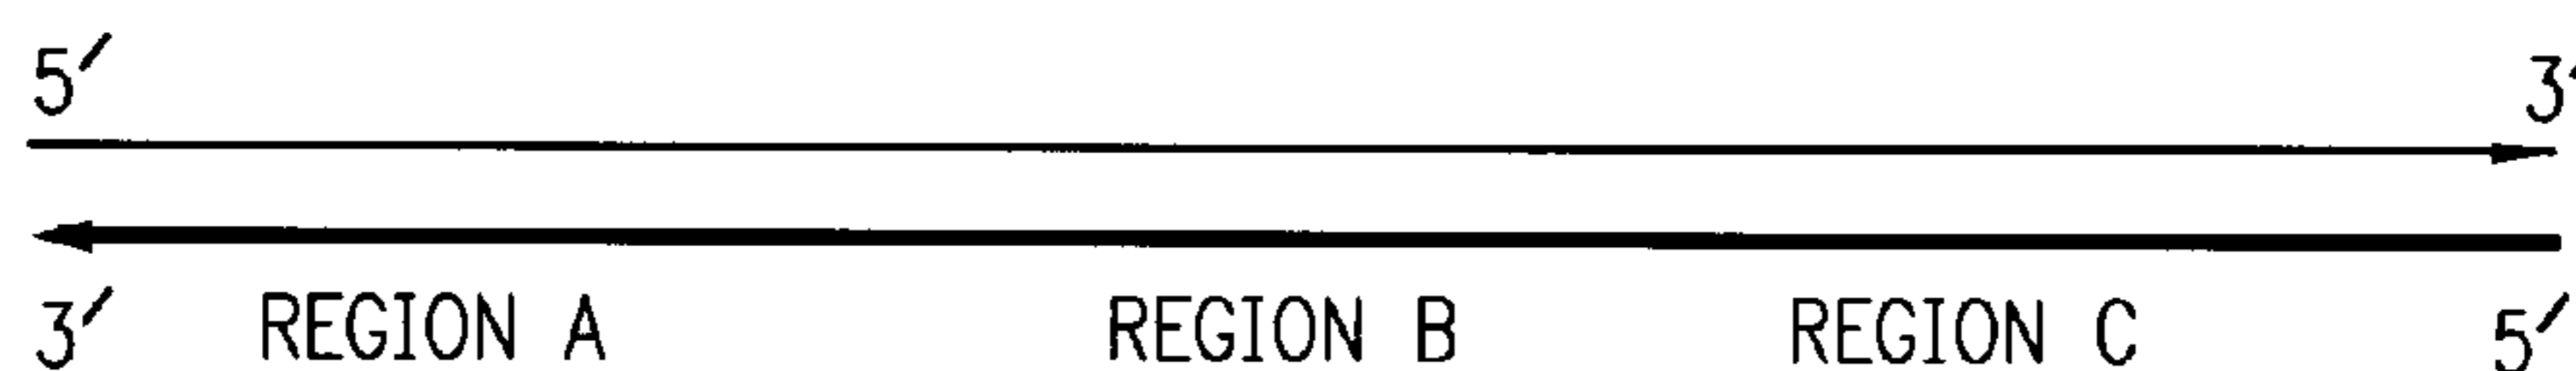 5′ 3′
3′ REGION A REGION B REGION C 5′